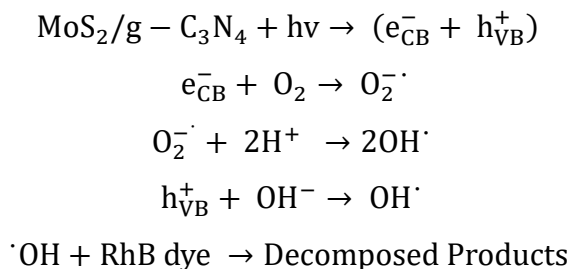 MoS₂/g − C₃N₄ + hv → (e⁻CB + h⁺VB)
e⁻CB + O₂ → O₂⁻˙
O₂⁻˙ + 2H⁺ → 2OH˙
h⁺VB + OH⁻ → OH˙
˙OH + RhB dye → Decomposed Products